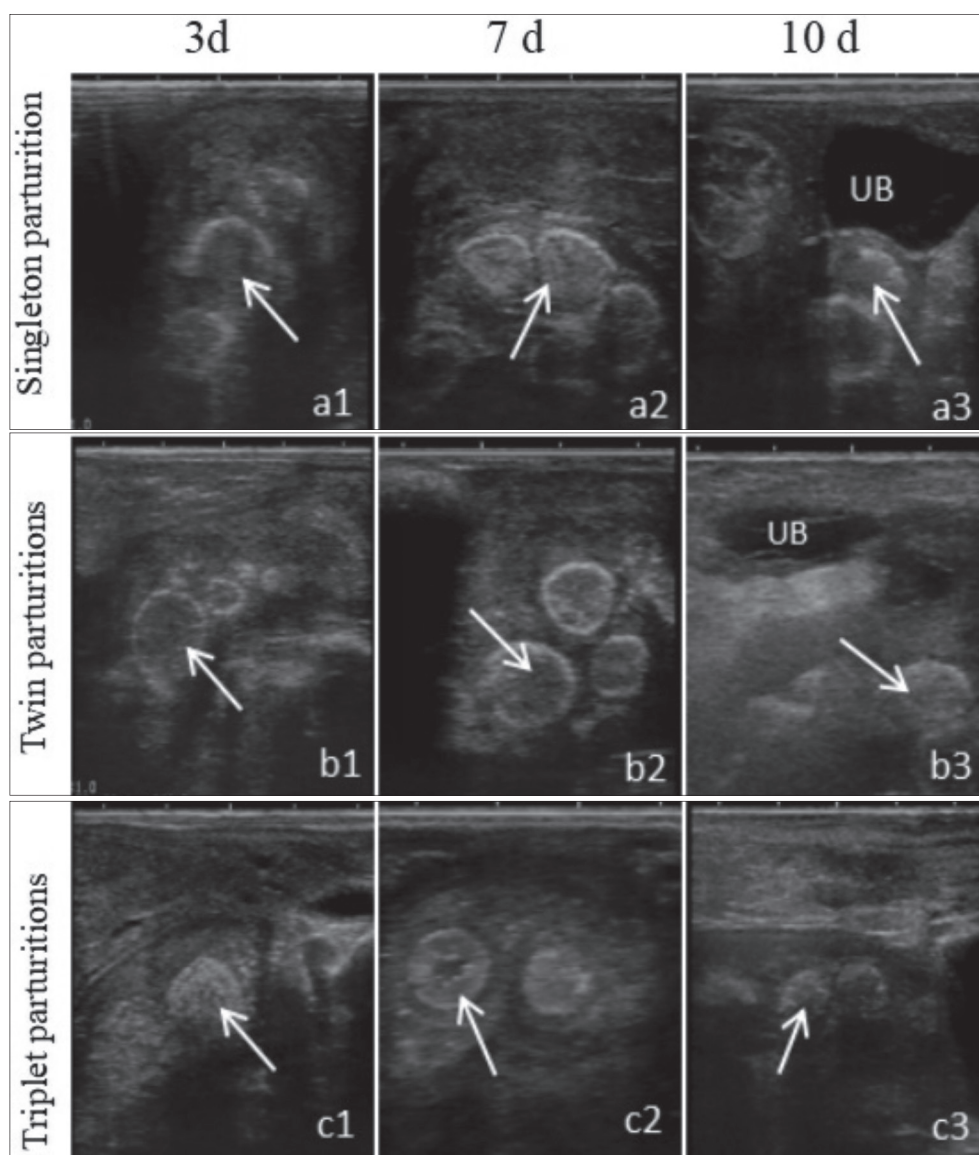 3d 7 d 10 d
Singleton parturition
UB
a1 a2 a3
Twin parturitions
UB
b1 b2 b3
Triplet parturitions
c1 c2 c3